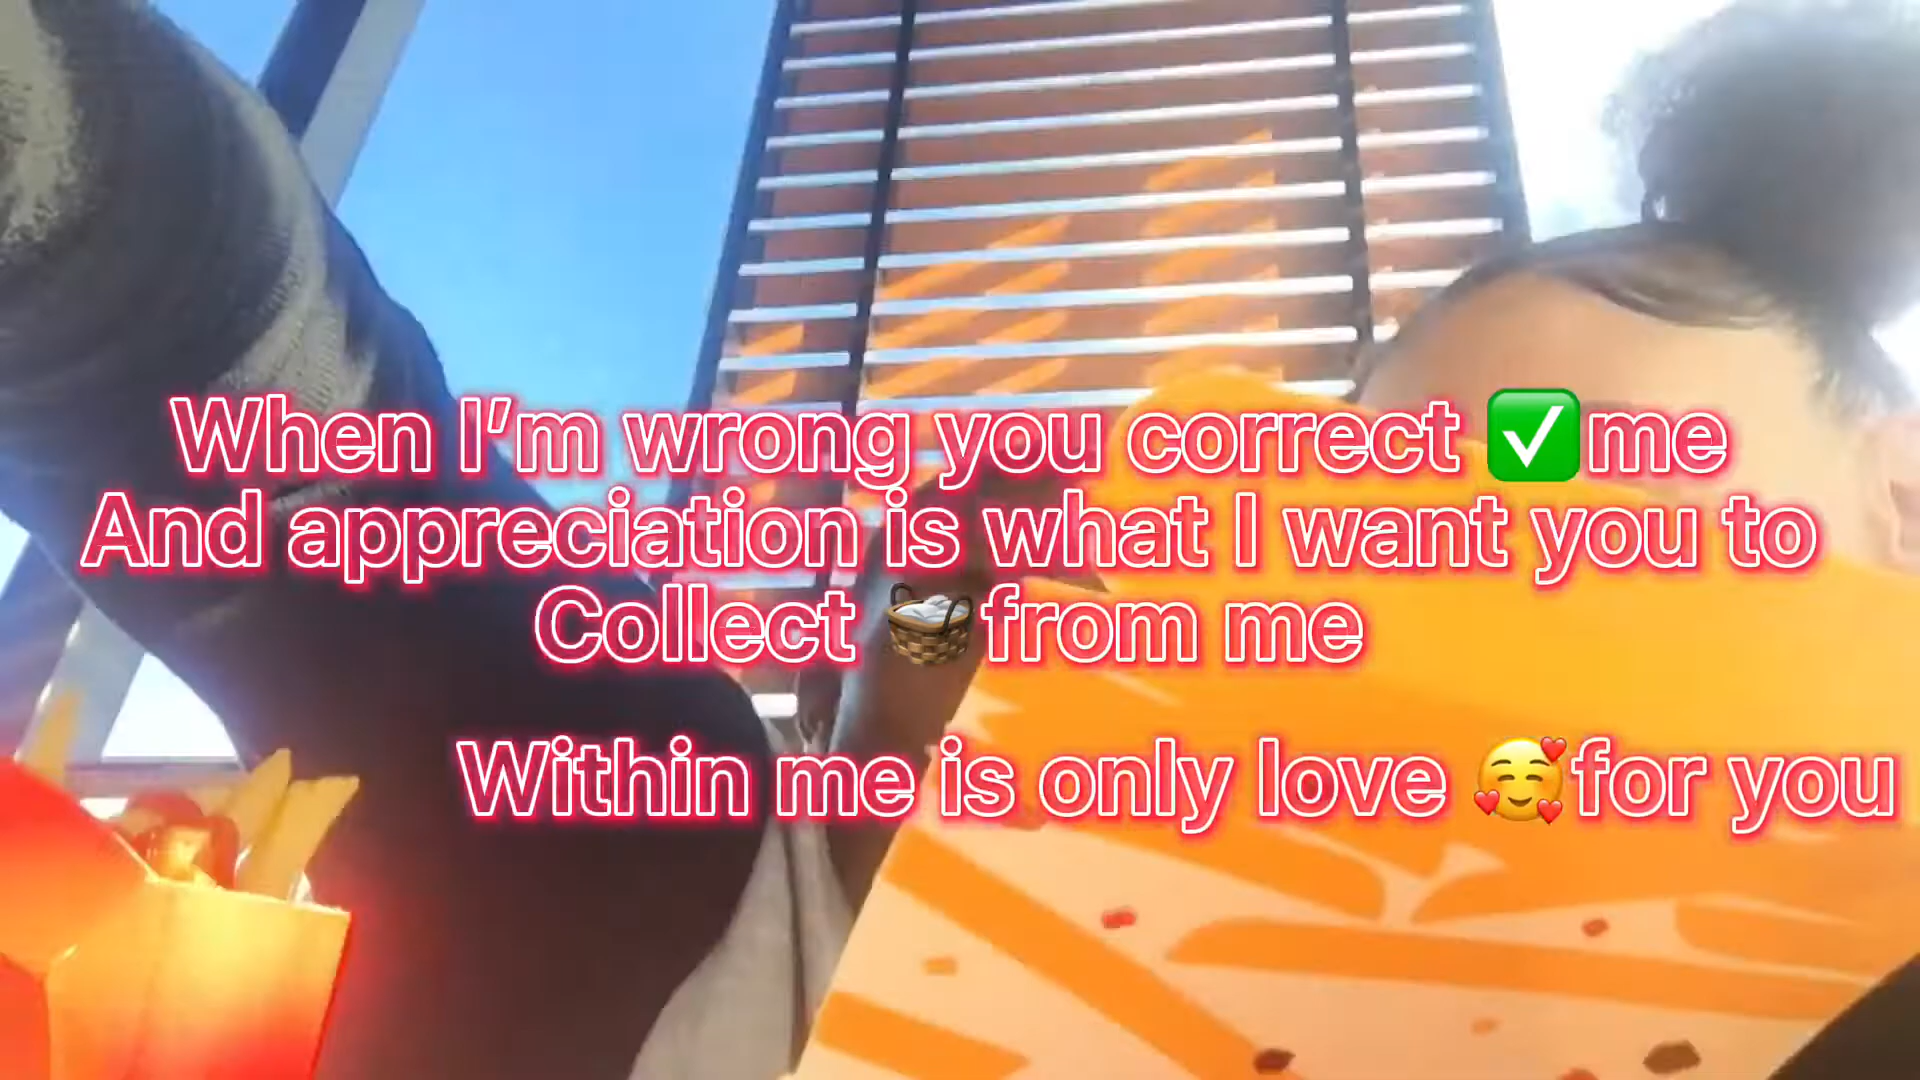 When I’m wrong you correct ✅me
And appreciation is what I want you to
Collect 🧺from me
Within me is only love 🥰for you